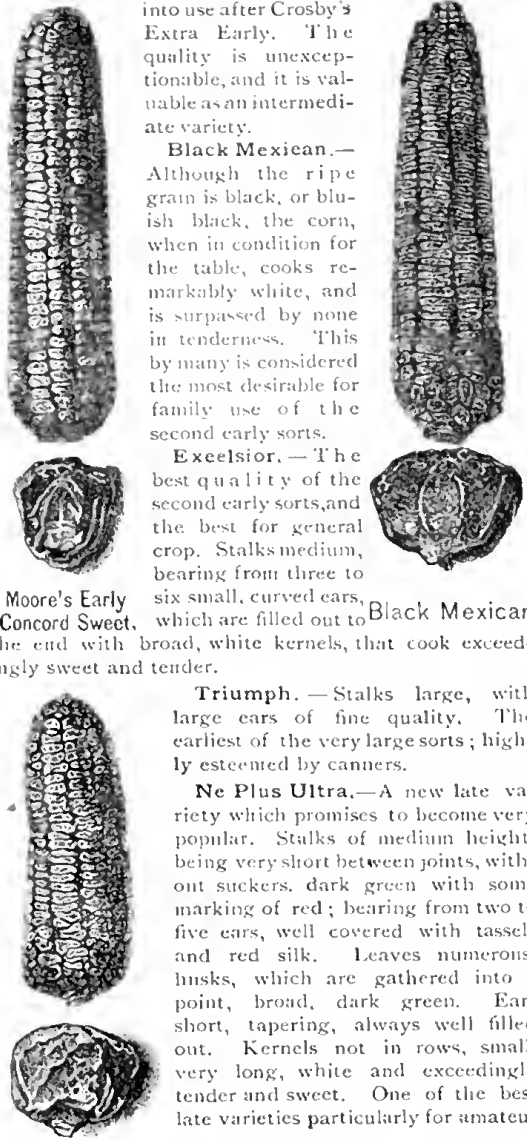 into use after Crosby's
Extra Early. The
quality is unexcep-
tionable, and it is val-
uable as an intermedi-
ate variety.
Black Mexican.—
Although the ripe
grain is black, or blu-
ish black, the corn,
when in condition for
the table, cooks re-
markably white, and
is surpassed by none
in tenderness. This
by many is considered
the most desirable for
family use of the
second early sorts.
Excelsior.—The
best quality of the
second early sorts, and
the best for general
crop. Stalks medium,
bearing from three to
six small, curved ears,
which are filled out to
he end with broad, white kernels, that cook exceed-
ngly sweet and tender.
Moore's Early
Concord Sweet.
Black Mexican
Triumph.—Stalks large, with
large ears of fine quality. The
earliest of the very large sorts; high-
ly esteemed by canners.
Ne Plus Ultra.—A new late va-
riety which promises to become very
popular. Stalks of medium height
being very short between joints, with-
out suckers, dark green with som
marking of red; bearing from two t
five ears, well covered with tassel
and red silk. Leaves numerous
husks, which are gathered into
point, broad, dark green. Ear
short, tapering, always well filled
out. Kernels not in rows, small
very long, white and exceedingl
tender and sweet. One of the bes
late varieties particularly for amateu